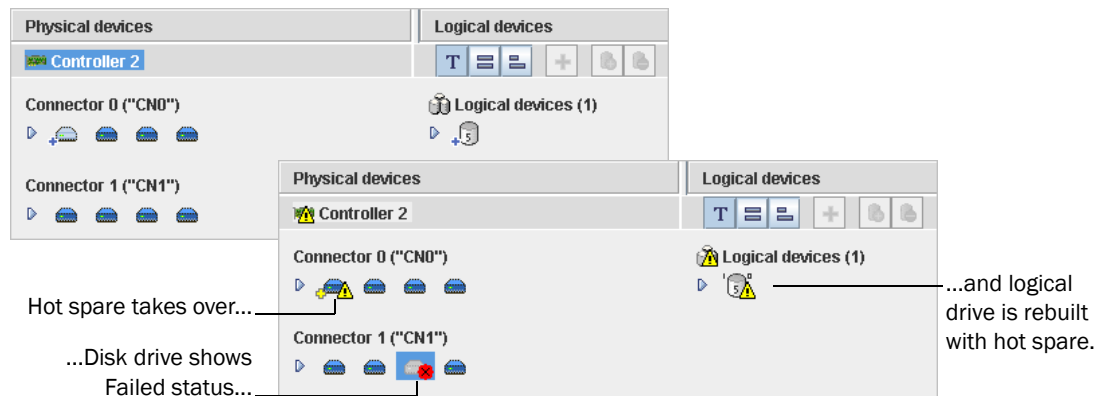 Physical devices
Logical devices
Controller 2
T
Connector 0 ("CN0")
Logical devices (1)
5
Connector 1 ("CN1")
Physical devices
Logical devices
Controller 2
T
Connector 0 ("CN0")
Logical devices (1)
5
Hot spare takes over...
...and logical
drive is rebuilt
with hot spare.
Connector 1 ("CN1")
...Disk drive shows
Failed status...